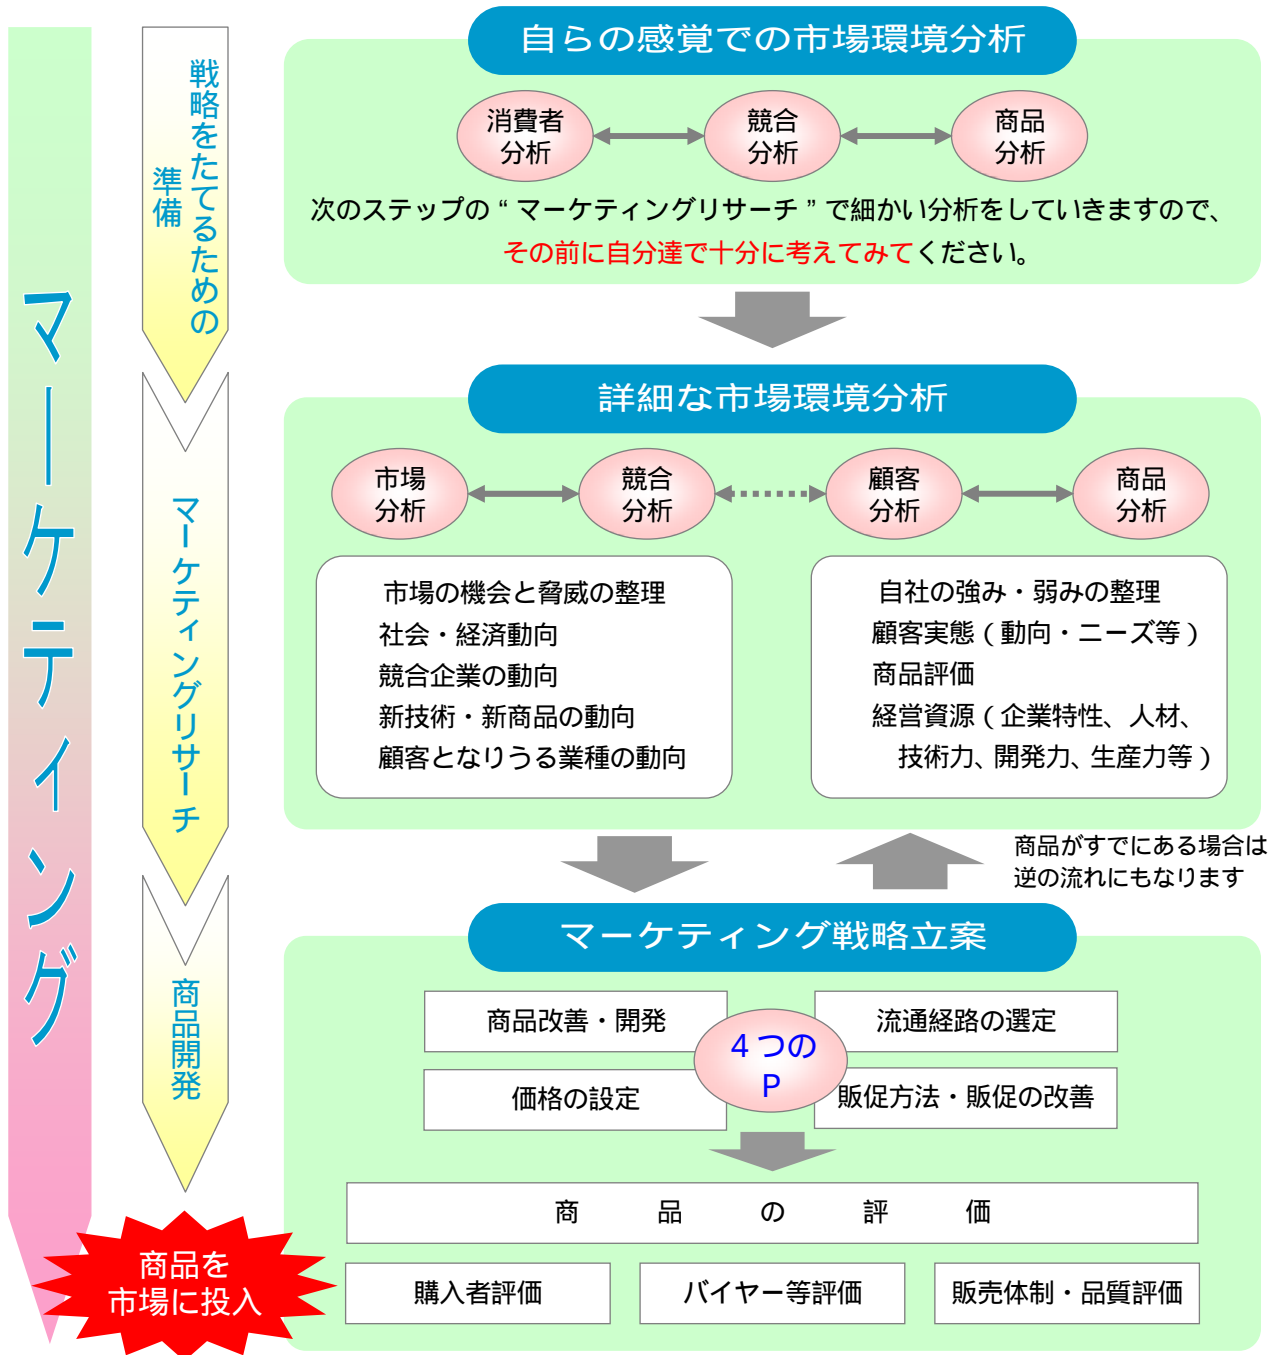 マーケティング
戦略をたてるための
準備
マーケティングリサーチ
商品開発
商品を
市場に投入
自らの感覚での市場環境分析
消費者
分析
競合
分析
商品
分析
次のステップの“マーケティングリサーチ”で細かい分析をしていきますので、
その前に自分達で十分に考えてみてください。
詳細な市場環境分析
市場
分析
競合
分析
顧客
分析
商品
分析
市場の機会と脅威の整理
社会・経済動向
競合企業の動向
新技術・新商品の動向
顧客となりうる業種の動向
自社の強み・弱みの整理
顧客実態（動向・ニーズ等）
商品評価
経営資源（企業特性、人材、
技術力、開発力、生産力等）
商品がすでにある場合は
逆の流れにもなります
マーケティング戦略立案
商品改善・開発
流通経路の選定
４つの
P
価格の設定
販促方法・販促の改善
商品の評価
購入者評価
バイヤー等評価
販売体制・品質評価